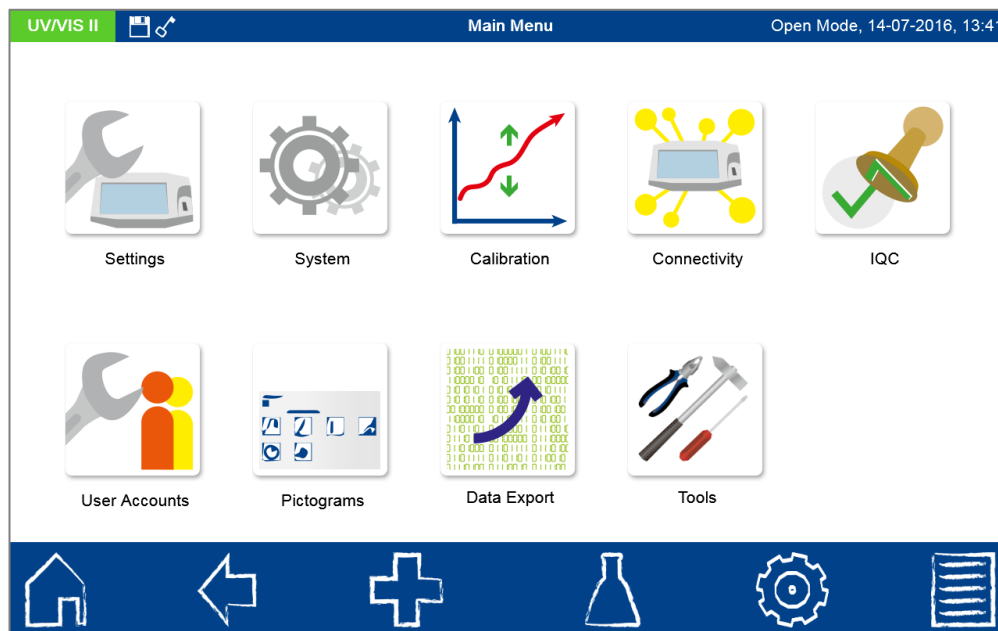 UV/VIS II
Main Menu
Open Mode, 14-07-2016, 13:41
Settings
System
Calibration
Connectivity
IQC
User Accounts
Pictograms
Data Export
Tools